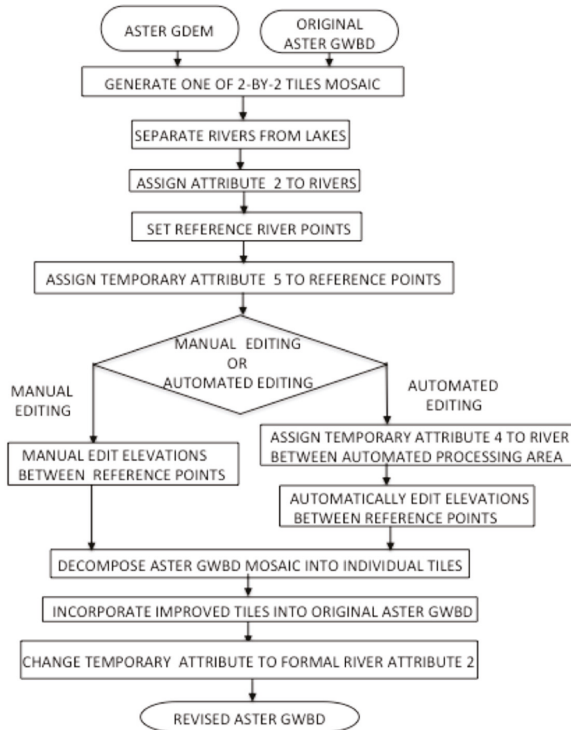 ASTER GDEM
ORIGINAL
ASTER GWBD
GENERATE ONE OF 2-BY-2 TILES MOSAIC
SEPARATE RIVERS FROM LAKES
ASSIGN ATTRIBUTE 2 TO RIVERS
SET REFERENCE RIVER POINTS
ASSIGN TEMPORARY ATTRIBUTE 5 TO REFERENCE POINTS
MANUAL EDITING
OR
AUTOMATED EDITING
MANUAL
EDITING
AUTOMATED
EDITING
MANUAL EDIT ELEVATIONS
BETWEEN REFERENCE POINTS
ASSIGN TEMPORARY ATTRIBUTE 4 TO RIVER
BETWEEN AUTOMATED PROCESSING AREA
AUTOMATICALLY EDIT ELEVATIONS
BETWEEN REFERENCE POINTS
DECOMPOSE ASTER GWBD MOSAIC INTO INDIVIDUAL TILES
INCORPORATE IMPROVED TILES INTO ORIGINAL ASTER GWBD
CHANGE TEMPORARY ATTRIBUTE TO FORMAL RIVER ATTRIBUTE 2
REVISED ASTER GWBD